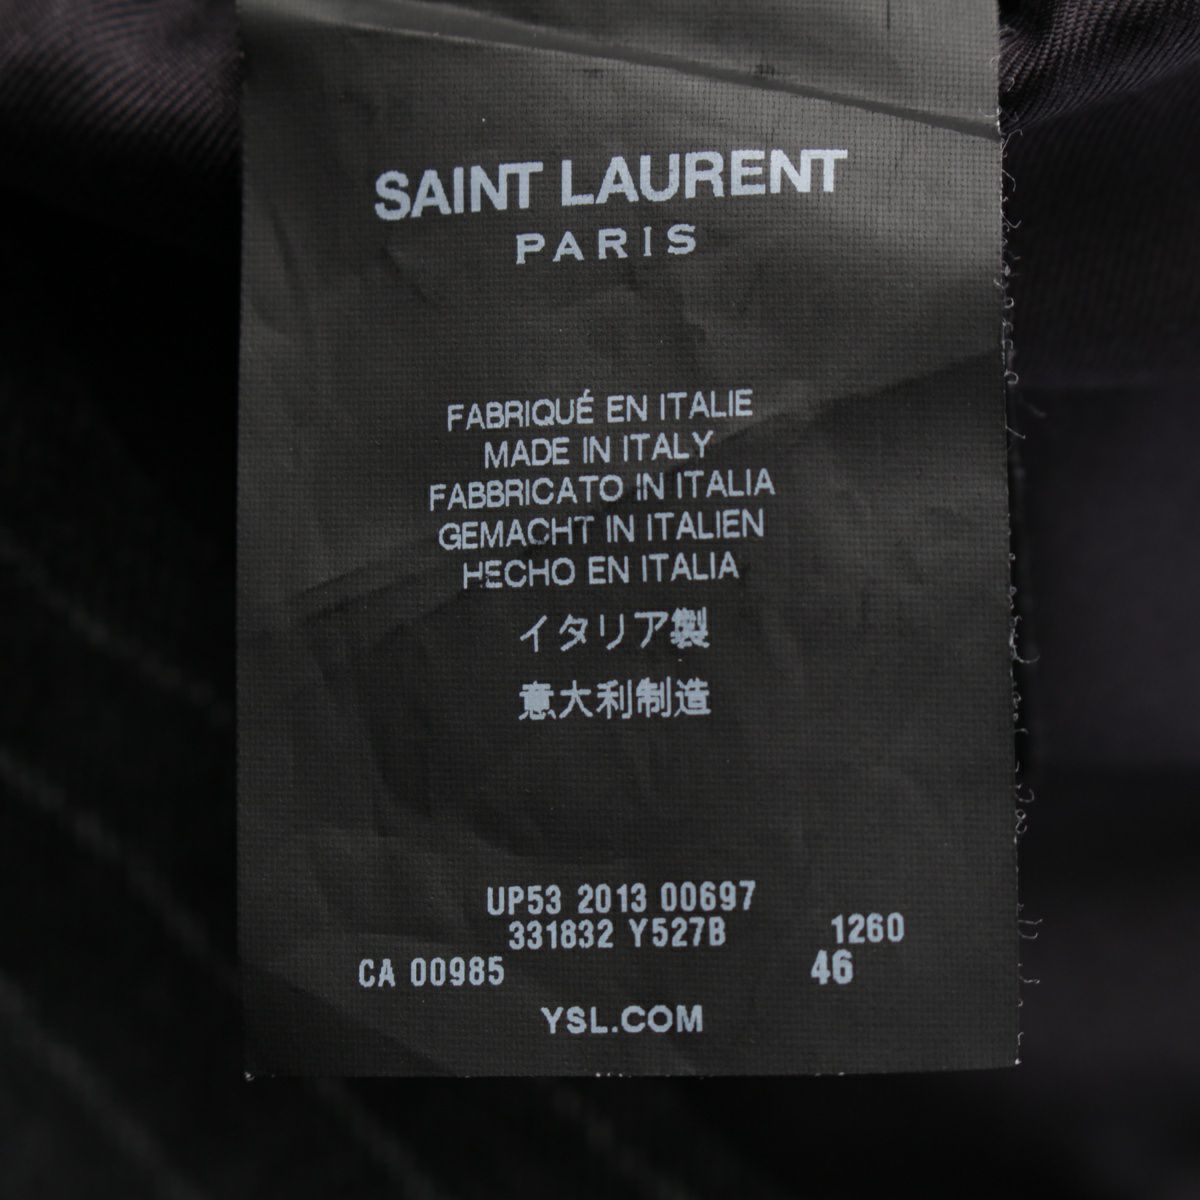 SAINT LAURENT
PARIS
FABRIQUÉ EN ITALIE
MADE IN ITALY
FABBRICATO IN ITALIA
GEMACHT IN ITALIEN
HECHO EN ITALIA
イタリア製
意大利制造
UP53 2013 00697
331832 Y527B 1260
CA 00985 46
YSL.COM